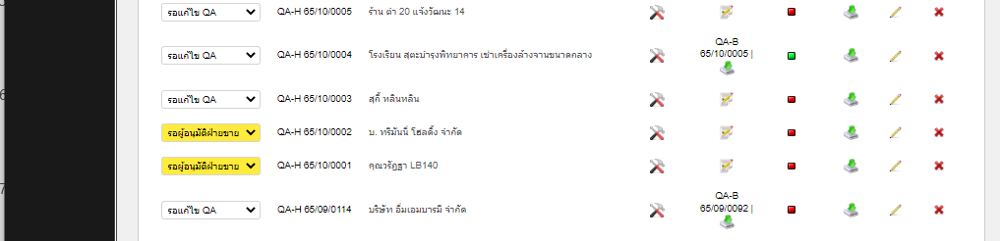 รอแก้ไข QA QA-H 65/10/0005 ร้าน ต่า 20 แจ้งวัฒนะ 14
รอแก้ไข QA QA-H 65/10/0004 โรงเรียน สุตะบำรุงพิทยาคาร เช่าเครื่องล้างจานขนาดกลาง QA-B
65/10/0005 |
รอแก้ไข QA QA-H 65/10/0003 สุกี้ หลินหลิน
รอผู้อนุมัติฝ่ายขาย QA-H 65/10/0002 บ. ทรีมันนี่ โฮลดิ้ง จำกัด
รอผู้อนุมัติฝ่ายขาย QA-H 65/10/0001 คุณวรัฏฐา LB140
รอแก้ไข QA QA-H 65/09/0114 บริษัท อิ่มเอมบารมี จำกัด QA-B
65/09/0092 |